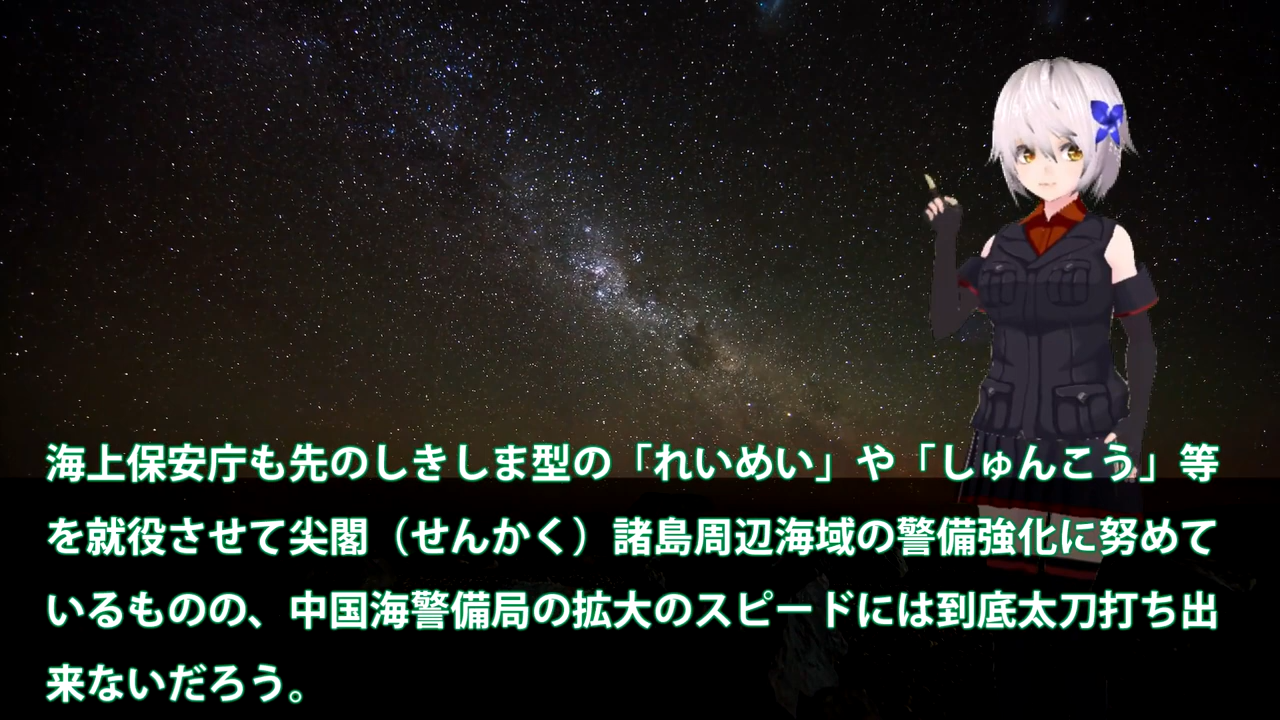 海上保安庁も先のしきしま型の「れいめい」や「しゅんこう」等
を就役させて尖閣（せんかく）諸島周辺海域の警備強化に努めて
いるものの、中国海警備局の拡大のスピードには到底太刀打ち出
来ないだろう。